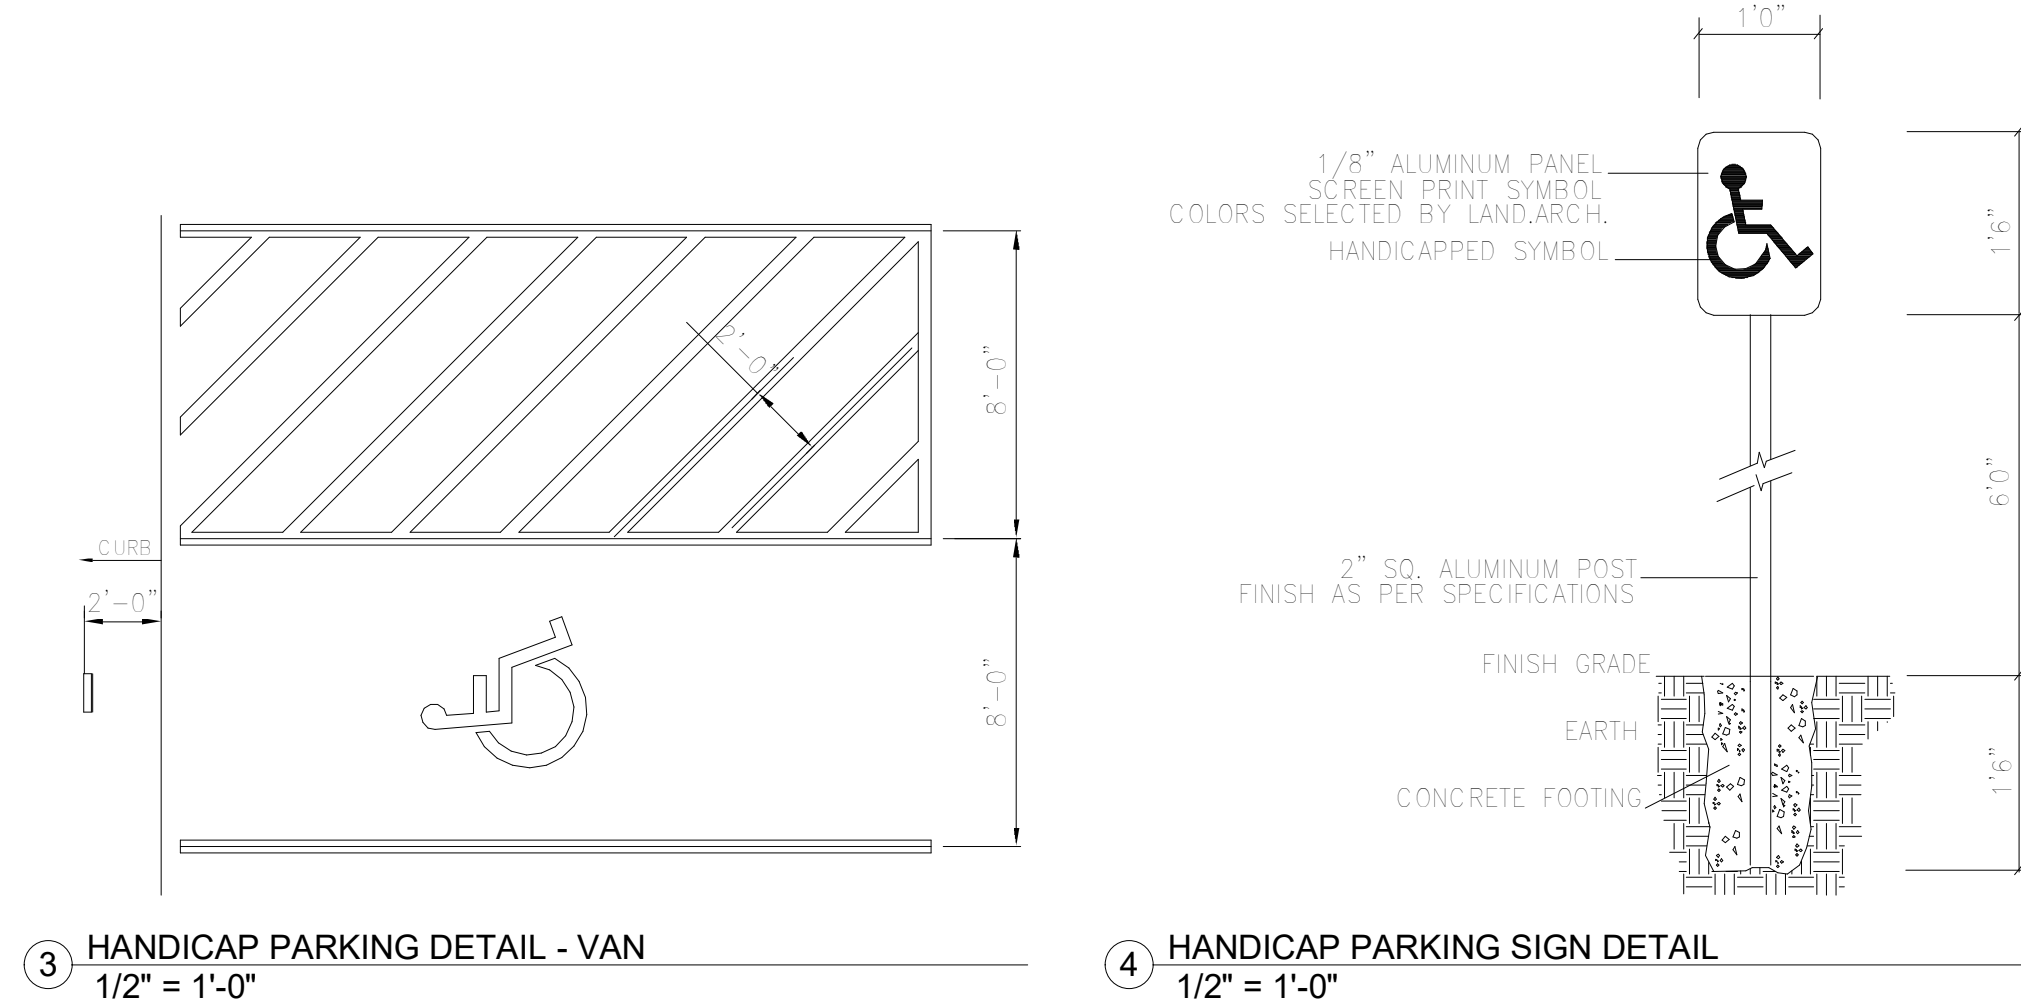 2'-0"
8'-0"
CURB
2'-0"
8'-0"
3
HANDICAP PARKING DETAIL - VAN
1/2" = 1'-0"
1'0"
1/8" ALUMINUM PANEL
SCREEN PRINT SYMBOL
COLORS SELECTED BY LAND.ARCH.
HANDICAPPED SYMBOL
1'6"
6'0"
2" SQ. ALUMINUM POST
FINISH AS PER SPECIFICATIONS
FINISH GRADE
EARTH
1'6"
CONCRETE FOOTING
4
HANDICAP PARKING SIGN DETAIL
1/2" = 1'-0"